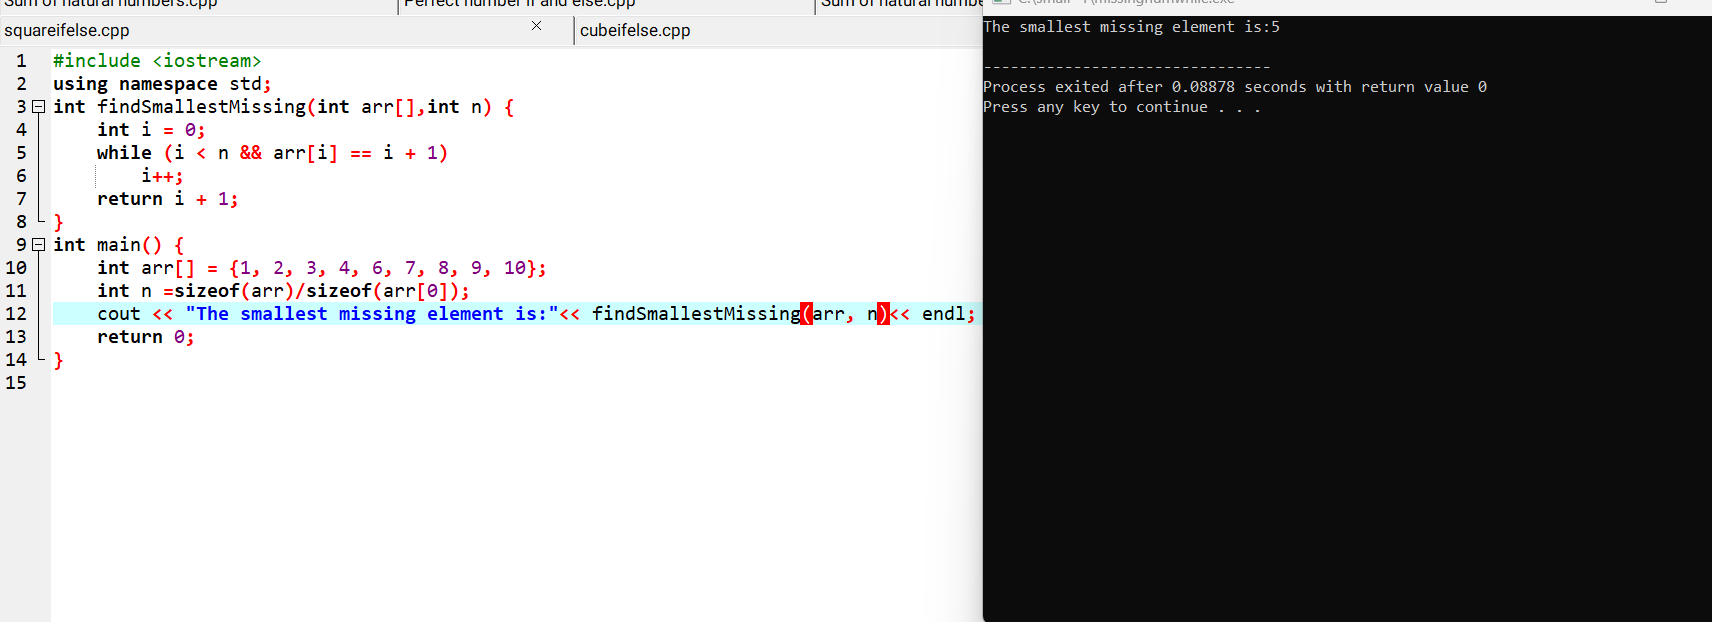 Sum of natural numbers.cpp
Perfect number if and else.cpp
Sum of natural
squareifelse.cpp
cubeifelse.cpp
1 #include <iostream>
2 using namespace std;
3 int findSmallestMissing(int arr[],int n) {
4 int i = 0;
5 while (i < n && arr[i] == i + 1)
6 i++;
7 return i + 1;
8 }
9 int main() {
10 int arr[] = {1, 2, 3, 4, 6, 7, 8, 9, 10};
11 int n =sizeof(arr)/sizeof(arr[0]);
12 cout << "The smallest missing element is:"<< findSmallestMissing(arr, n)<< endl;
13 return 0;
14 }
15
The smallest missing element is:5
--------------------------------
Process exited after 0.08878 seconds with return value 0
Press any key to continue . . .